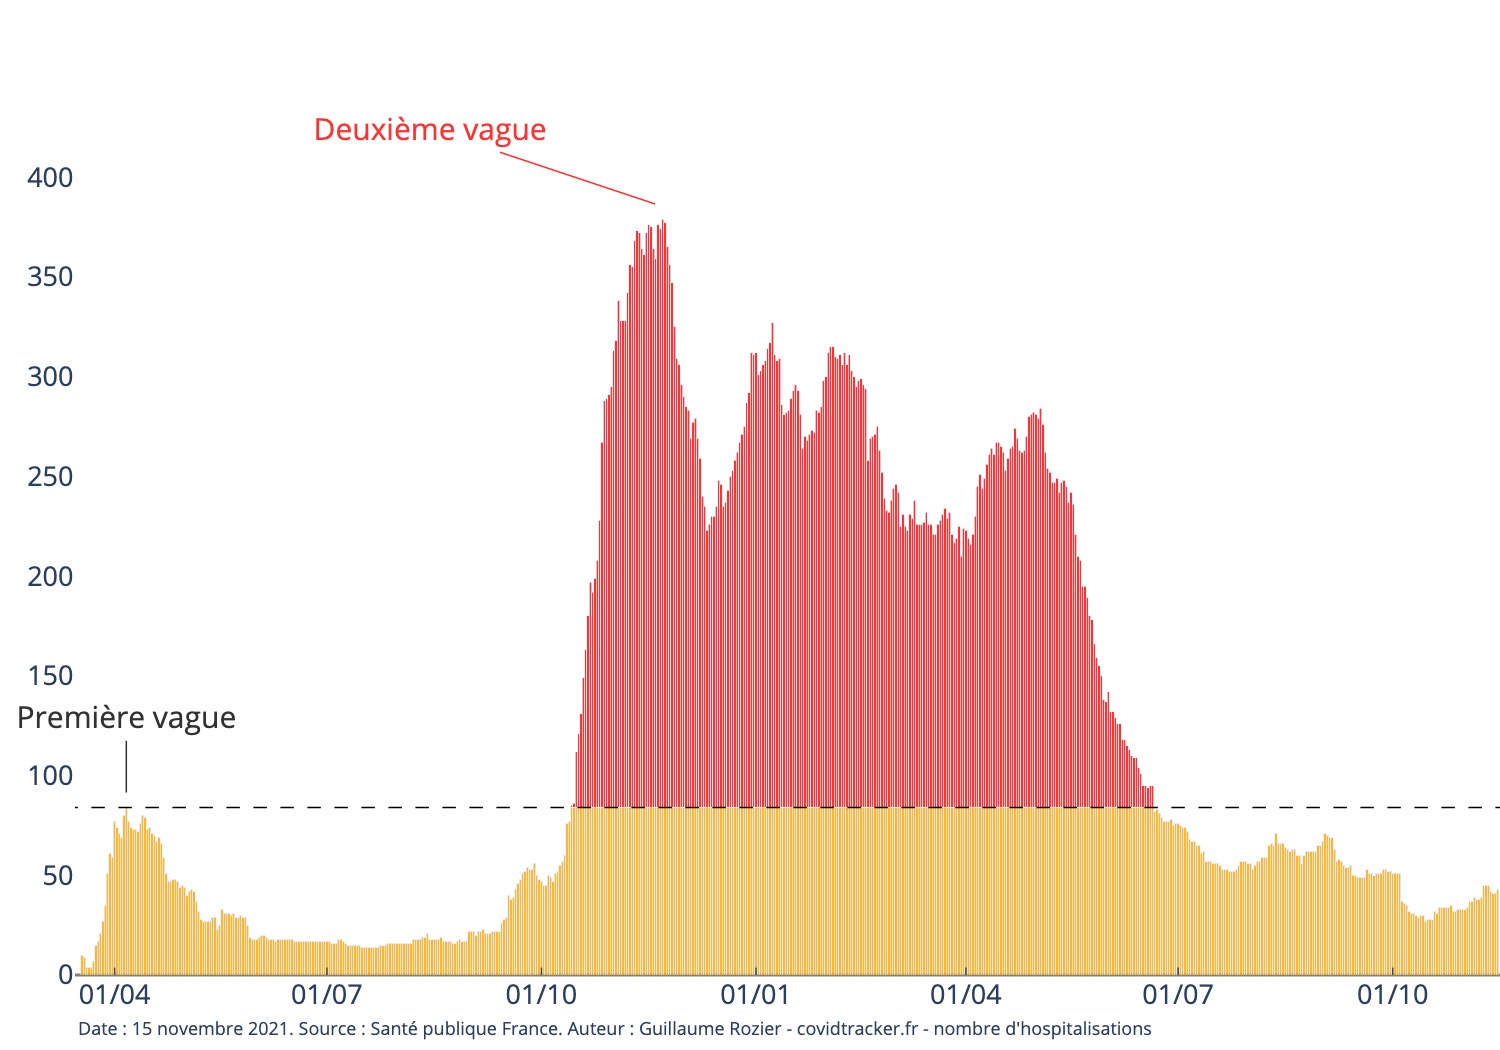 Deuxième vague
400
350
300
250
200
150
Première vague
100
50
0
01/04 01/07 01/10 01/01 01/04 01/07 01/10
Date : 15 novembre 2021. Source : Santé publique France. Auteur : Guillaume Rozier - covidtracker.fr - nombre d'hospitalisations